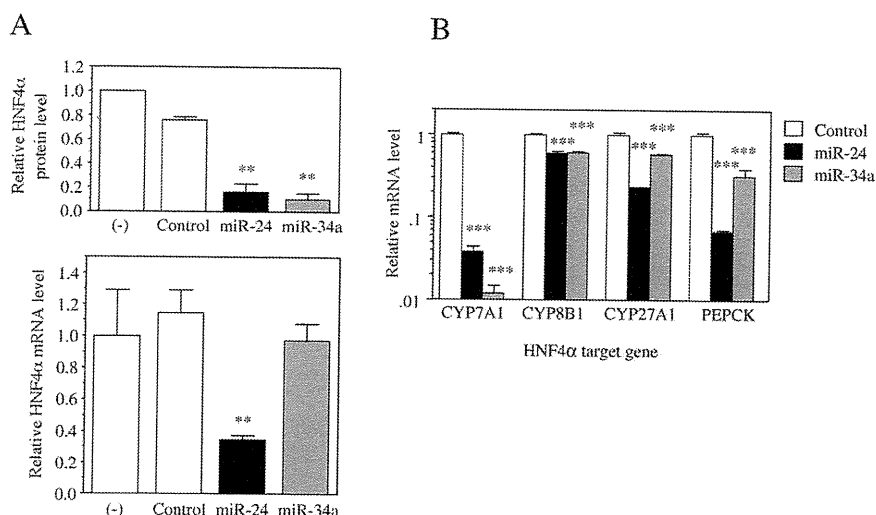 A
Relative HNF4α
protein level
1.2
1.0
0.8
0.6
0.4
0.2
0.0
**
**
(-) Control miR-24 miR-34a
Relative HNF4α mRNA level
1.4
1.2
1.0
0.8
0.6
0.4
0.2
0.0
**
(-) Control miR-24 miR-34a
B
Relative mRNA level
1
.1
.01
***
***
***
***
***
***
***
***
CYP7A1 CYP8B1 CYP27A1 PEPCK
HNF4α target gene
Control
miR-24
miR-34a